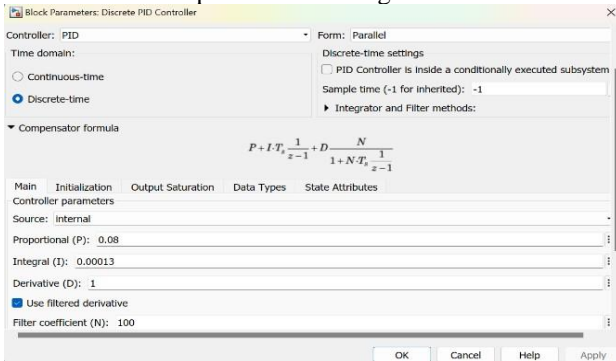 Block Parameters: Discrete PID Controller
Controller: PID
Form: Parallel
Time domain:
Discrete-time settings
Continuous-time
PID Controller is inside a conditionally executed subsystem
Discrete-time
Sample time (-1 for inherited): -1
Integrator and Filter methods:
Compensator formula
P+I·Tₛ 1/(z−1) + D N/(1+N·Tₛ 1/(z−1))
Main Initialization Output Saturation Data Types State Attributes
Controller parameters
Source: internal
Proportional (P): 0.08
Integral (I): 0.00013
Derivative (D): 1
Use filtered derivative
Filter coefficient (N): 100
OK Cancel Help Apply